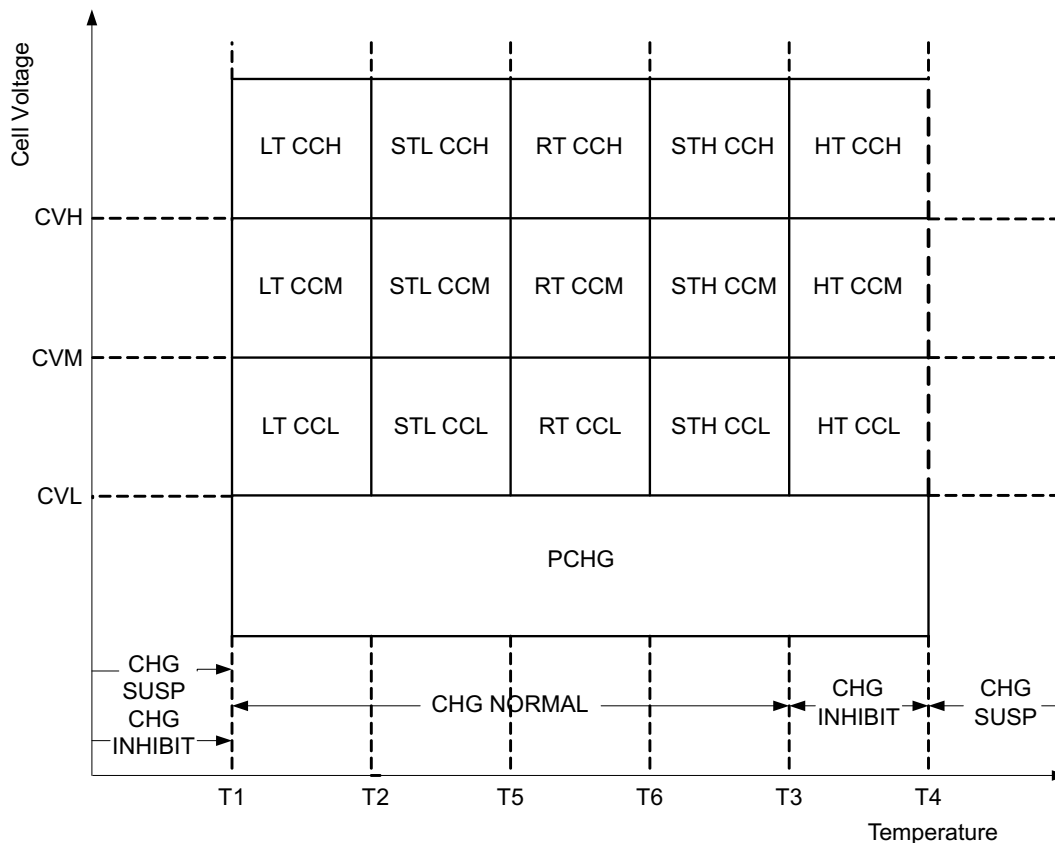 Cell Voltage
LT CCH STL CCH RT CCH STH CCH HT CCH
CVH
LT CCM STL CCM RT CCM STH CCM HT CCM
CVM
LT CCL STL CCL RT CCL STH CCL HT CCL
CVL
PCHG
CHG
SUSP
CHG
INHIBIT
CHG NORMAL
CHG
INHIBIT
CHG
SUSP
T1 T2 T5 T6 T3 T4
Temperature